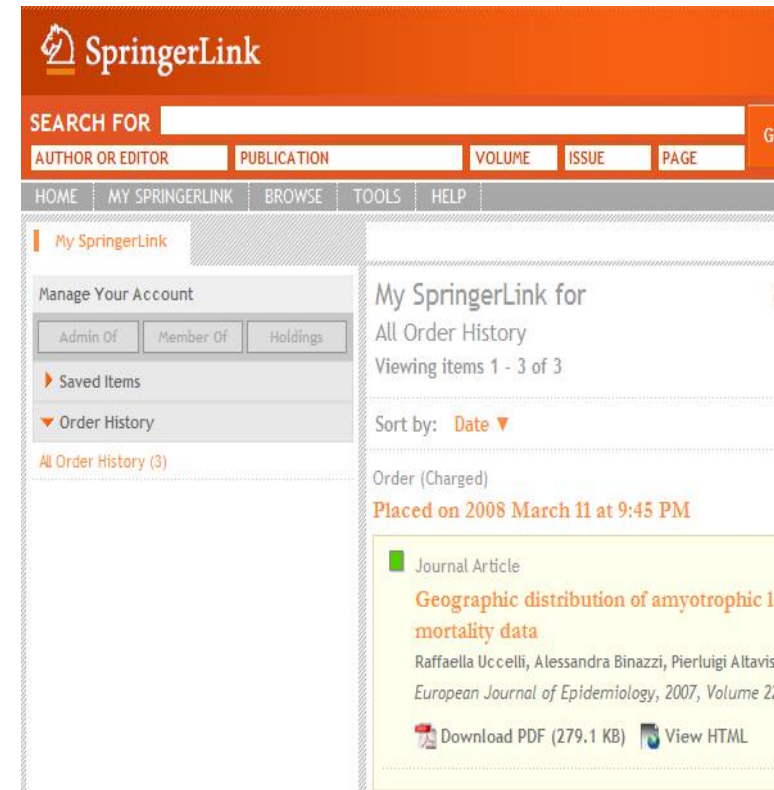 SpringerLink
SEARCH FOR
G
AUTHOR OR EDITOR PUBLICATION VOLUME ISSUE PAGE
HOME MY SPRINGERLINK BROWSE TOOLS HELP
My SpringerLink
Manage Your Account
Admin Of Member Of Holdings
Saved Items
Order History
All Order History (3)
My SpringerLink for
All Order History
Viewing items 1 - 3 of 3
Sort by: Date ▼
Order (Charged)
Placed on 2008 March 11 at 9:45 PM
Journal Article
Geographic distribution of amyotrophic l
mortality data
Raffaella Uccelli, Alessandra Binazzi, Pierluigi Altavis
European Journal of Epidemiology, 2007, Volume 22
Download PDF (279.1 KB) View HTML